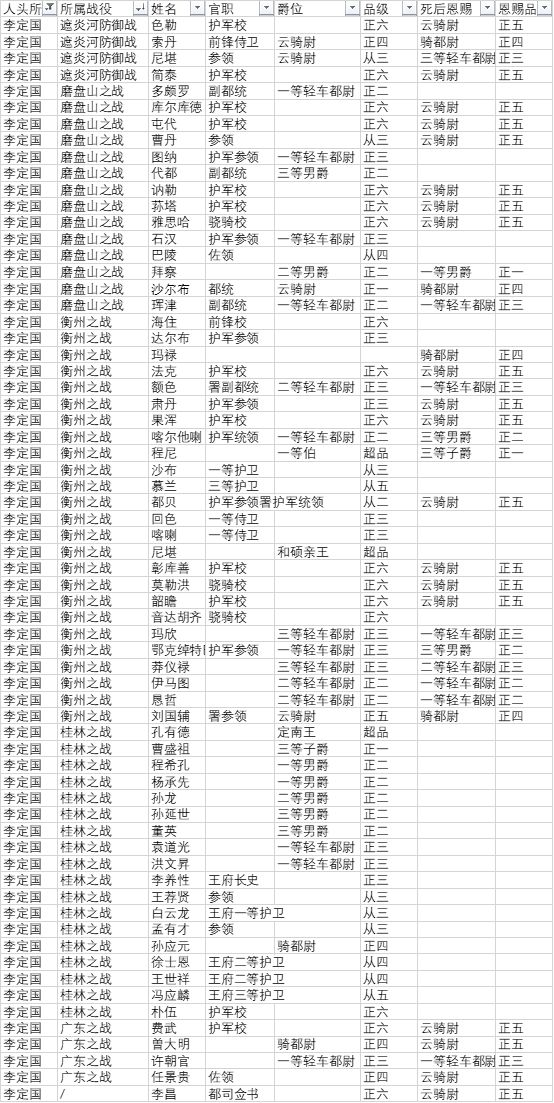 人头所 所属战役 姓名 官职 爵位 品级 死后恩赐 恩赐品
李定国 遮炎河防御战 色勒 护军校 正六 云骑尉 正五
李定国 遮炎河防御战 索丹 前锋侍卫 云骑尉 正四 骑都尉 正四
李定国 遮炎河防御战 尼堪 参领 云骑尉 从三 三等轻车都尉 正三
李定国 遮炎河防御战 简泰 护军校 正六 云骑尉 正五
李定国 磨盘山之战 多颇罗 副都统 一等轻车都尉 正二
李定国 磨盘山之战 库尔库德 护军校 正六 云骑尉 正五
李定国 磨盘山之战 屯代 护军校 正六 云骑尉 正五
李定国 磨盘山之战 曹丹 参领 从三 云骑尉 正五
李定国 磨盘山之战 图纳 护军参领 一等轻车都尉 正三
李定国 磨盘山之战 代都 副都统 三等男爵 正二
李定国 磨盘山之战 讷勒 护军校 正六 云骑尉 正五
李定国 磨盘山之战 荪塔 护军校 正六 云骑尉 正五
李定国 磨盘山之战 雅思哈 骁骑校 正六 云骑尉 正五
李定国 磨盘山之战 石汉 护军参领 一等轻车都尉 正三
李定国 磨盘山之战 巴陵 佐领 从四
李定国 磨盘山之战 拜察 二等男爵 正二 一等男爵 正一
李定国 磨盘山之战 沙尔布 都统 云骑尉 正一 骑都尉 正四
李定国 磨盘山之战 珲津 副都统 一等轻车都尉 正二 一等轻车都尉 正三
李定国 衡州之战 海住 前锋校 正六
李定国 衡州之战 达尔布 护军参领 正三
李定国 衡州之战 玛禄 骑都尉 正四
李定国 衡州之战 法克 护军校 正六 云骑尉 正五
李定国 衡州之战 额色 署副都统 二等轻车都尉 正三 一等轻车都尉 正三
李定国 衡州之战 肃丹 护军参领 正三 云骑尉 正五
李定国 衡州之战 果浑 护军校 正六 云骑尉 正五
李定国 衡州之战 喀尔他喇 护军统领 一等轻车都尉 正二 三等男爵 正二
李定国 衡州之战 程尼 一等伯 超品 三等子爵 正一
李定国 衡州之战 沙布 一等护卫 从三
李定国 衡州之战 慕兰 三等护卫 从五
李定国 衡州之战 都贝 护军参领署护军统领 从二 云骑尉 正五
李定国 衡州之战 回色 一等侍卫 正三
李定国 衡州之战 喀喇 一等侍卫 正三
李定国 衡州之战 尼堪 和硕亲王 超品
李定国 衡州之战 彰库善 护军校 正六 云骑尉 正五
李定国 衡州之战 莫勒洪 骁骑校 正六 云骑尉 正五
李定国 衡州之战 韶瞻 护军校 正六 云骑尉 正五
李定国 衡州之战 音达胡齐 骁骑校 正六
李定国 衡州之战 玛欣 三等轻车都尉 正三 一等轻车都尉 正三
李定国 衡州之战 鄂克绰特 护军参领 一等轻车都尉 正三 三等男爵 正二
李定国 衡州之战 莽仪禄 三等轻车都尉 正三 二等轻车都尉 正三
李定国 衡州之战 伊马图 二等轻车都尉 正二 一等轻车都尉 正二
李定国 衡州之战 恳哲 二等轻车都尉 正二 一等轻车都尉 正二
李定国 衡州之战 刘国辅 署参领 云骑尉 正五 骑都尉 正四
李定国 桂林之战 孔有德 定南王 超品
李定国 桂林之战 曹盛祖 三等子爵 正一
李定国 桂林之战 程希孔 一等男爵 正二
李定国 桂林之战 杨承先 一等男爵 正二
李定国 桂林之战 孙龙 二等男爵 正二
李定国 桂林之战 孙延世 三等男爵 正二
李定国 桂林之战 董英 三等男爵 正二
李定国 桂林之战 袁道光 一等轻车都尉 正三
李定国 桂林之战 洪文昇 一等轻车都尉 正三
李定国 桂林之战 李养性 王府长史 正三
李定国 桂林之战 王荐贤 参领 从三
李定国 桂林之战 白云龙 王府一等护卫 从三
李定国 桂林之战 孟有才 参领 从三
李定国 桂林之战 孙应元 骑都尉 正四
李定国 桂林之战 徐士恩 王府二等护卫 从四
李定国 桂林之战 王世祥 王府二等护卫 从四
李定国 桂林之战 冯应麟 王府三等护卫 从五
李定国 桂林之战 朴伍 护军校 正六
李定国 广东之战 费武 护军校 正六 云骑尉 正五
李定国 广东之战 曾大明 骑都尉 正四 云骑尉 正五
李定国 广东之战 许朝官 一等轻车都尉 正三 一等轻车都尉 正三
李定国 广东之战 任景贵 佐领 正四 云骑尉 正五
李定国 / 李昌 都司佥书 正六 云骑尉 正五